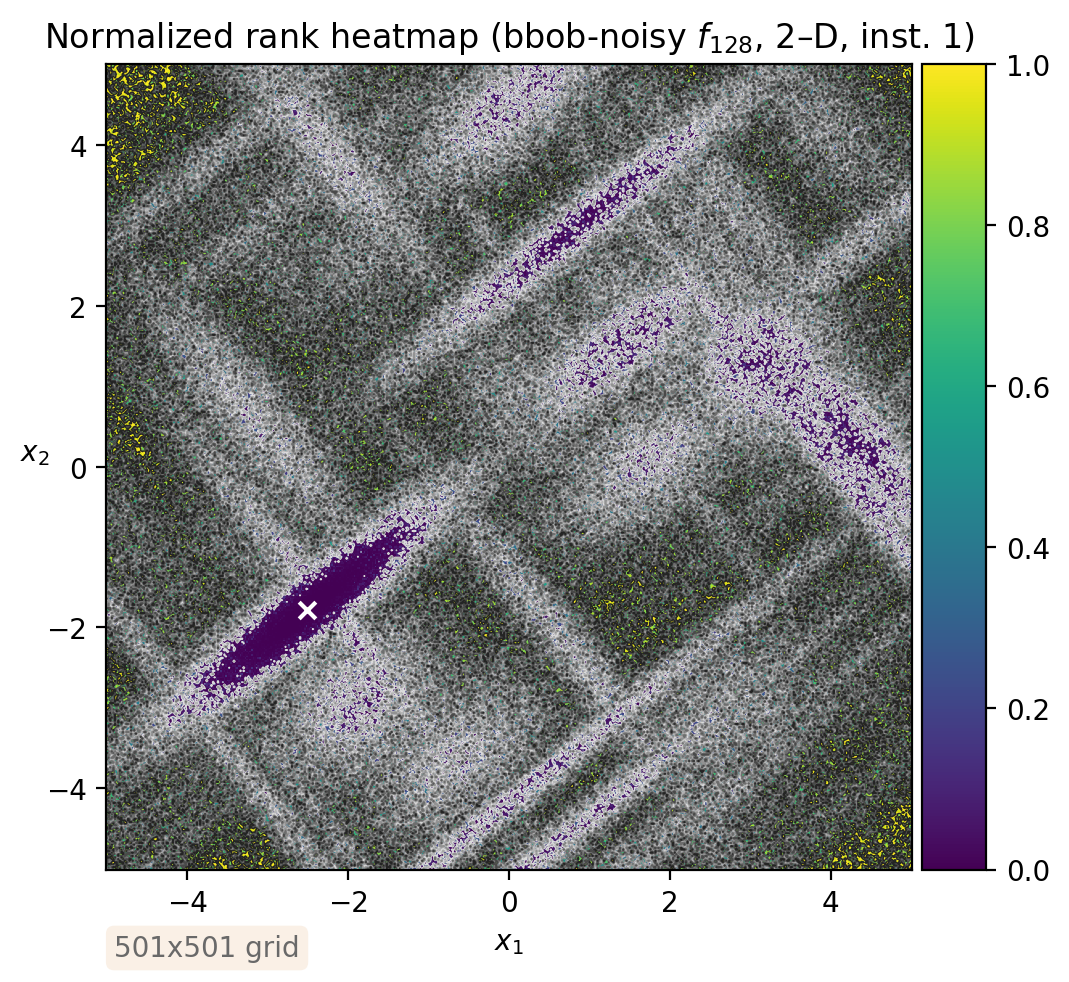 Normalized rank heatmap (bbob-noisy f₁₂₈, 2–D, inst. 1)
1.0
4
0.8
2
0.6
x₂
0
0.4
−2
0.2
−4
0.0
−4 −2 0 2 4
x₁
501x501 grid